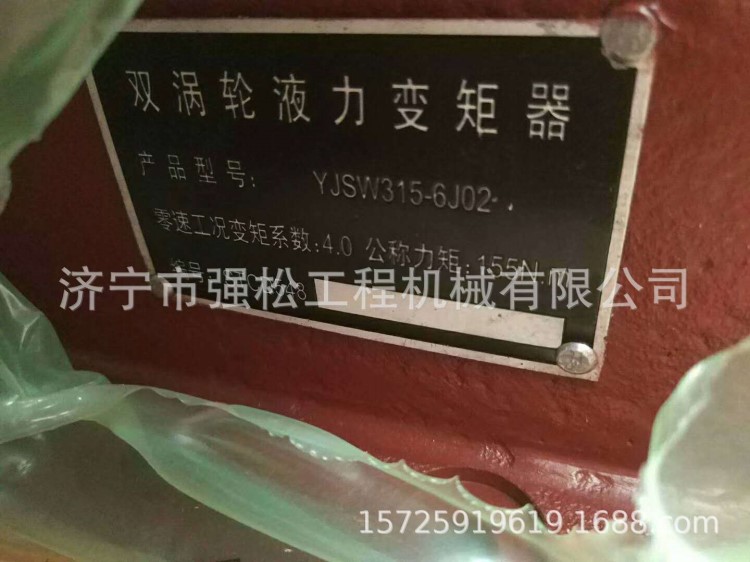 双涡轮液力变矩器
产品型号: YJSW315-6J02
零速工况变矩系数:4.0 公称力矩:155N.m
济宁市强松工程机械有限公司
15725919619.1688.com